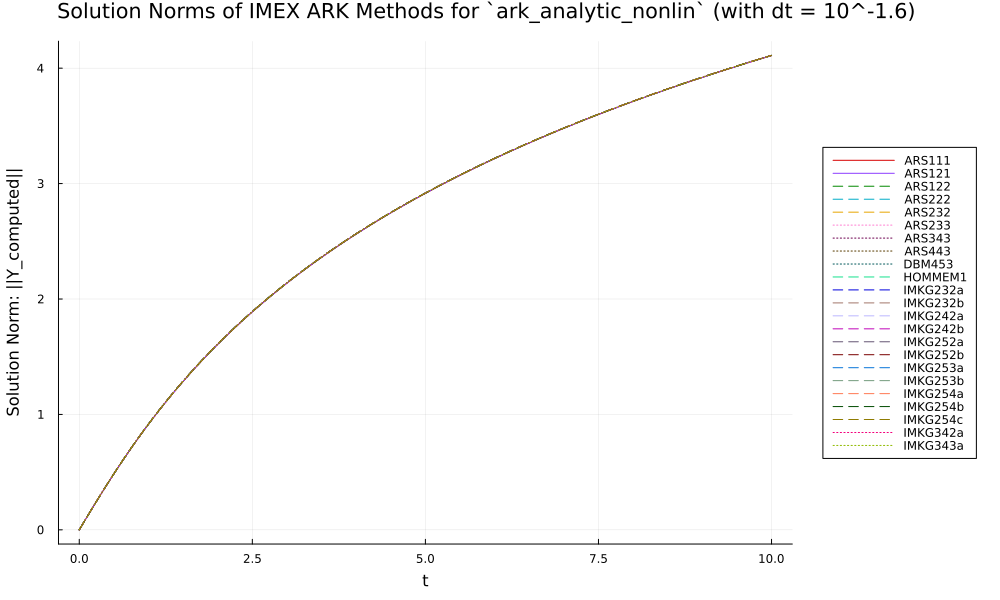 Solution Norms of IMEX ARK Methods for `ark_analytic_nonlin` (with dt = 10^-1.6)
Solution Norm: ||Y_computed||
4
3
2
1
0
0.0 2.5 5.0 7.5 10.0
t
ARS111
ARS121
ARS122
ARS222
ARS232
ARS233
ARS343
ARS443
DBM453
HOMMEM1
IMKG232a
IMKG232b
IMKG242a
IMKG242b
IMKG252a
IMKG252b
IMKG253a
IMKG253b
IMKG254a
IMKG254b
IMKG254c
IMKG342a
IMKG343a